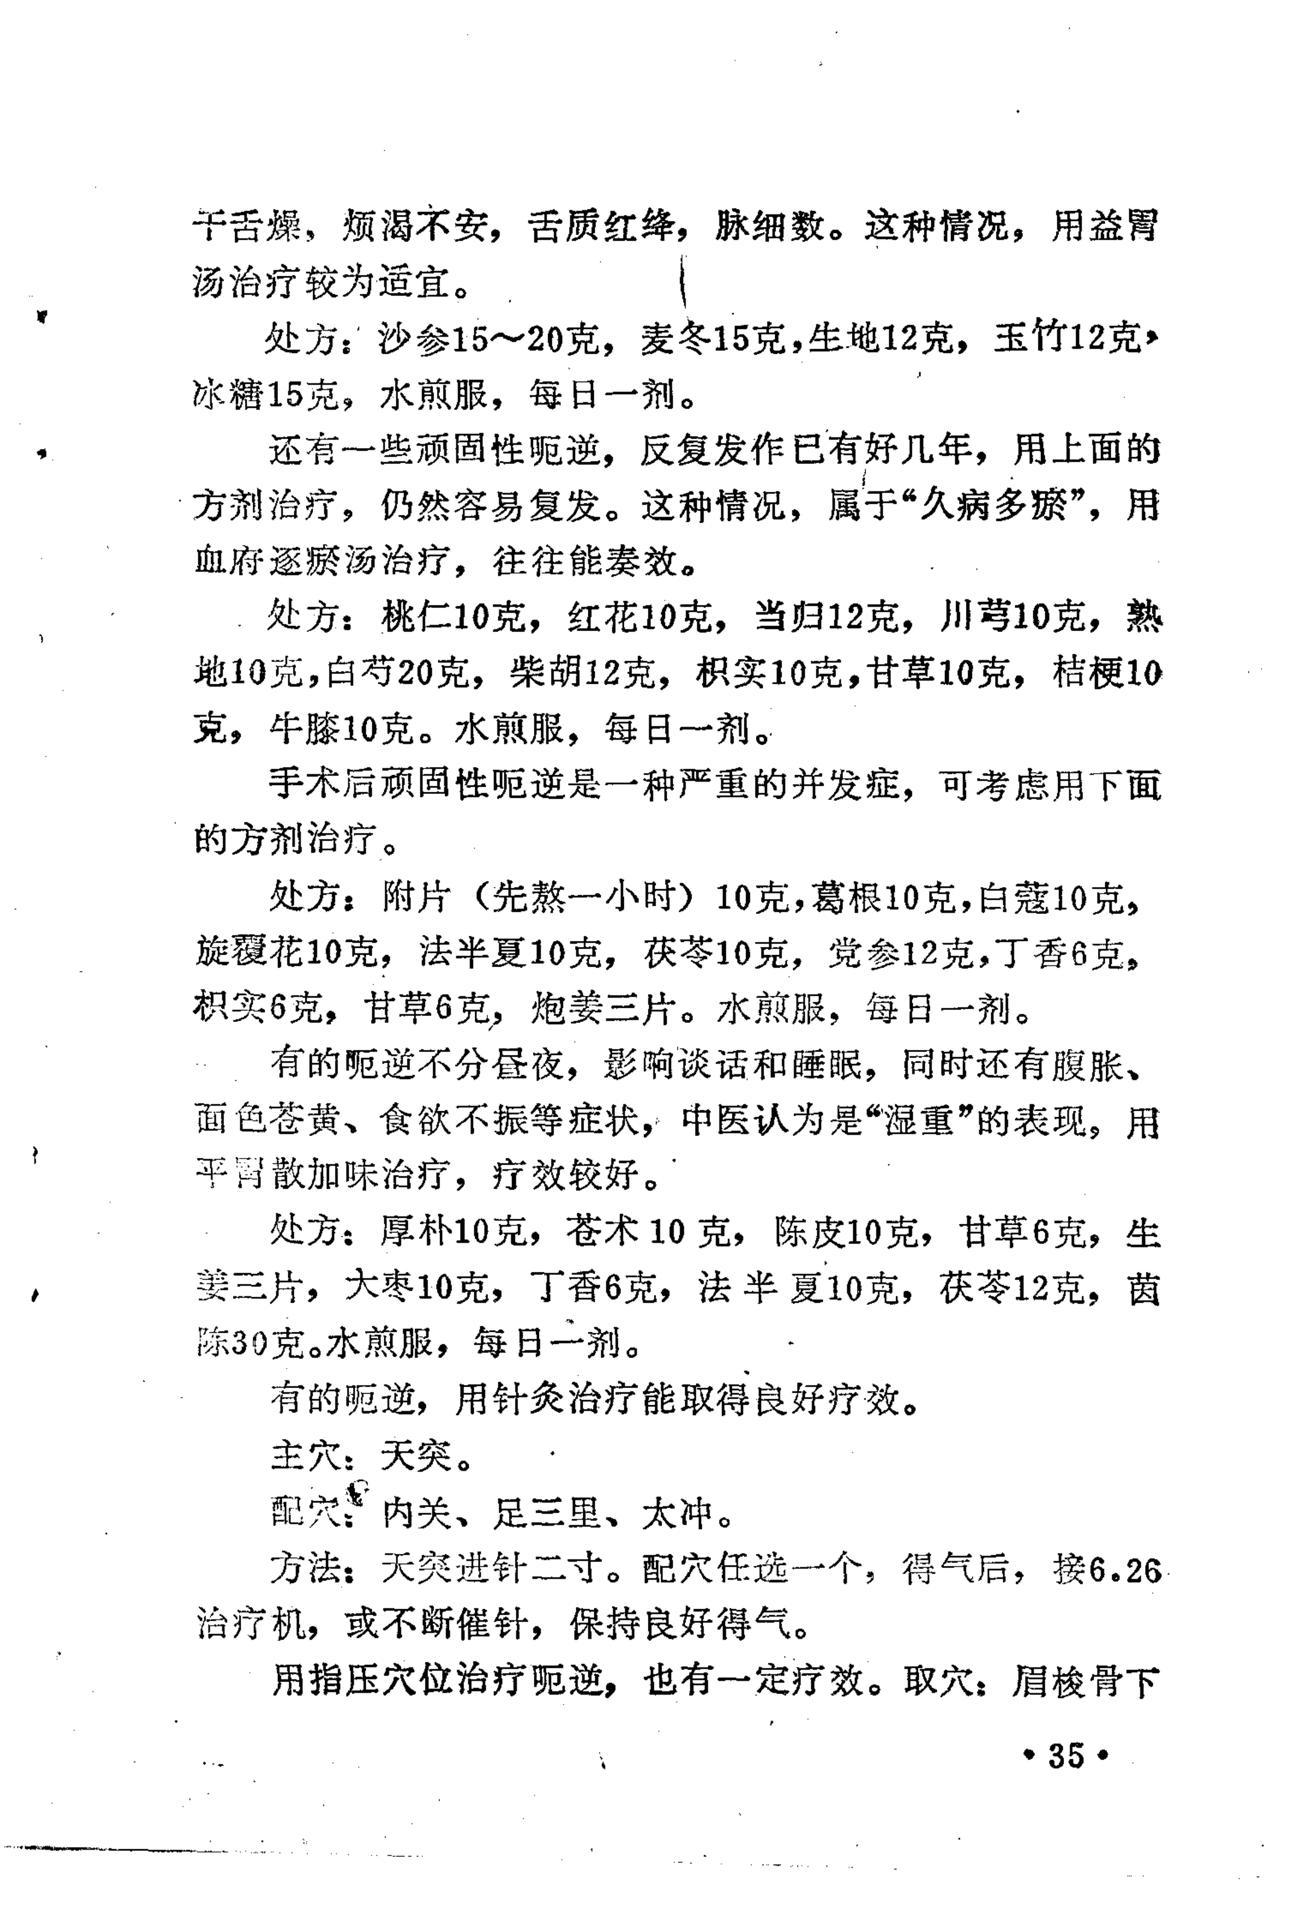 干舌燥，烦渴不安，舌质红绛，脉细数。这种情况，用益胃
汤治疗较为适宜。
处方：沙参15～20克，麦冬15克，生地12克，玉竹12克，
冰糖15克，水煎服，每日一剂。
还有一些顽固性呃逆，反复发作已有好几年，用上面的
方剂治疗，仍然容易复发。这种情况，属于“久病多瘀”，用
血府逐瘀汤治疗，往往能奏效。
处方：桃仁10克，红花10克，当归12克，川芎10克，熟
地10克，白芍20克，柴胡12克，枳实10克，甘草10克，桔梗10
克，牛膝10克。水煎服，每日一剂。
手术后顽固性呃逆是一种严重的并发症，可考虑用下面
的方剂治疗。
处方：附片（先熬一小时）10克，葛根10克，白蔻10克，
旋覆花10克，法半夏10克，茯苓10克，党参12克，丁香6克，
枳实6克，甘草6克，炮姜三片。水煎服，每日一剂。
有的呃逆不分昼夜，影响谈话和睡眠，同时还有腹胀、
面色苍黄、食欲不振等症状，中医认为是“湿重”的表现，用
平胃散加味治疗，疗效较好。
处方：厚朴10克，苍术10克，陈皮10克，甘草6克，生
姜三片，大枣10克，丁香6克，法半夏10克，茯苓12克，茵
陈30克。水煎服，每日一剂。
有的呃逆，用针灸治疗能取得良好疗效。
主穴：天突。
配穴：内关、足三里、太冲。
方法：天突进针二寸。配穴任选一个，得气后，接6.26
治疗机，或不断催针，保持良好得气。
用指压穴位治疗呃逆，也有一定疗效。取穴：眉梭骨下
•35•